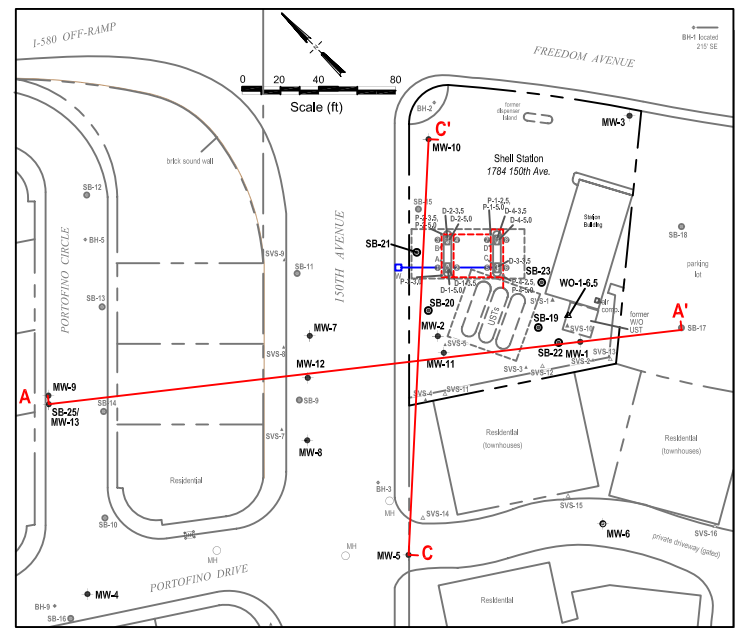 I-580 OFF-RAMP
FREEDOM AVENUE
BH-1 located
215' SE
0 20 40 80
Scale (ft)
former
dispenser
Island
BH-2
MW-3
C'
MW-10
Shell Station
1784 150th Ave.
brick sound wall
SB-12
BH-5
PORTOFINO CIRCLE
SB-13
150TH AVENUE
SVS-9
SB-11
SB-21
D-2-3.5,
D-2-5.0
P-1-2.5,
P-1-5.0
D-4-3.5,
D-4-5.0
D-1-5.0
Station
Building
SB-18
parking
lot
SB-23
WO-1-6.5
SVS-1
air
comp.
former
W/O
UST
A'
SB-17
SB-20
USTs
SB-19
SVS-10
MW-7
MW-2
SVS-5
MW-11
SB-22
MW-1
SVS-13
SVS-2
SVS-3
SVS-12
SVS-8
MW-12
A
MW-9
SB-25/
MW-13
SB-14
SB-9
SVS-11
SVS-4
SVS-7
MW-8
Residential
Residential
(townhouses)
Residential
(townhouses)
BH-3
MH
SVS-14
SVS-15
SVS-16
SB-10
MW-6
private driveway (gated)
MH
MH
MW-5
C
PORTOFINO DRIVE
MW-4
BH-9
SB-16
Residential